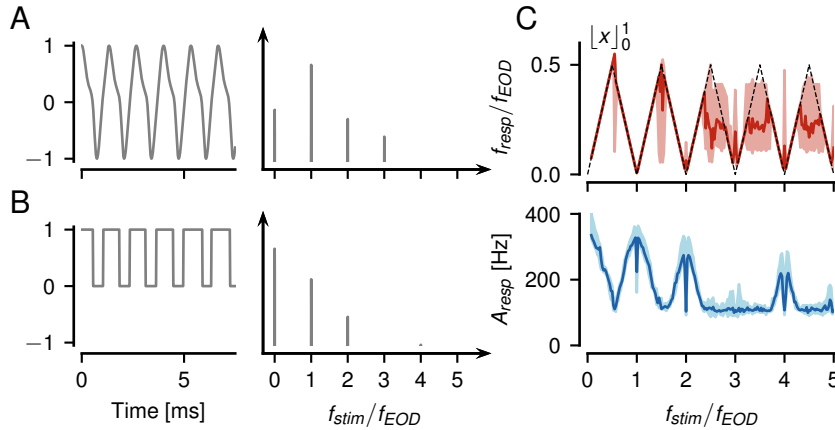 A
1
0
−1
B
1
0
−1
0
5
Time [ms]
0
1
2
3
4
5
f_stim/f_EOD
C
⌊x⌋₀¹
0.5
0.0
f_resp/f_EOD
400
200
0
A_resp [Hz]
0
1
2
3
4
5
f_stim/f_EOD